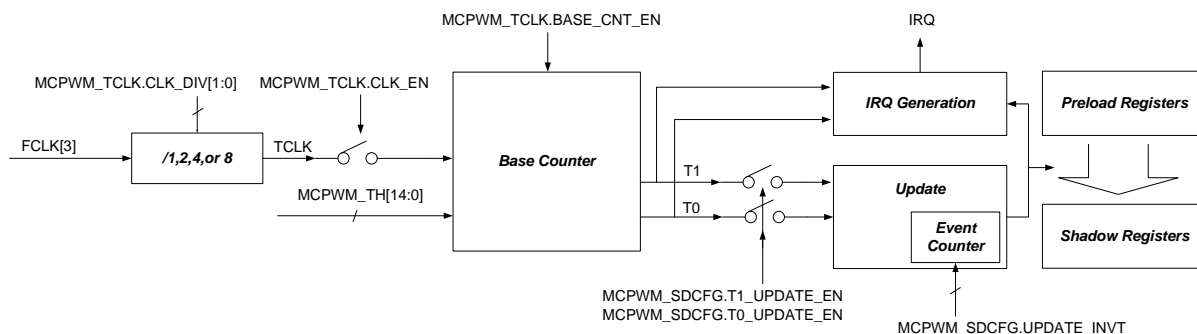 MCPWM_TCLK.BASE_CNT_EN
IRQ
MCPWM_TCLK.CLK_DIV[1:0]
MCPWM_TCLK.CLK_EN
IRQ Generation
Preload Registers
FCLK[3]
/1,2,4,or 8
TCLK
Base Counter
T1
Update
MCPWM_TH[14:0]
T0
Event
Counter
Shadow Registers
MCPWM_SDCFG.T1_UPDATE_EN
MCPWM_SDCFG.T0_UPDATE_EN
MCPWM_SDCFG.UPDATE_INVT